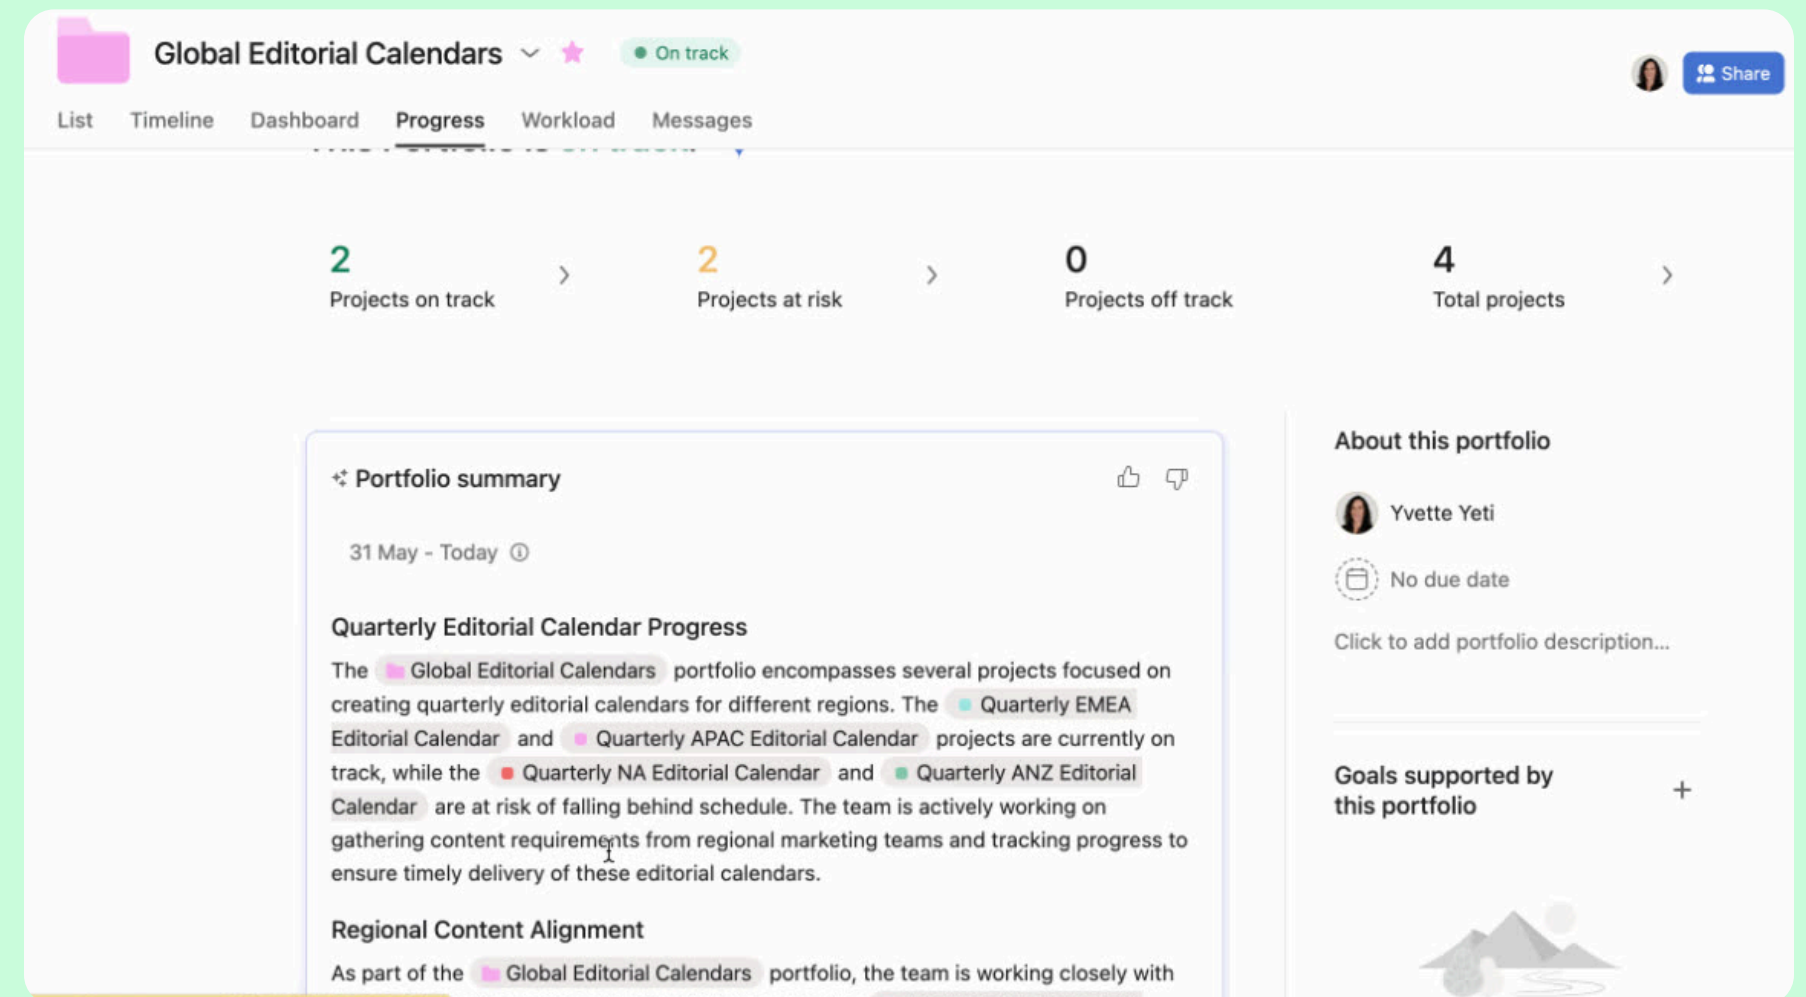 Global Editorial Calendars
On track
Share
List Timeline Dashboard Progress Workload Messages
2
Projects on track
2
Projects at risk
0
Projects off track
4
Total projects
Portfolio summary
31 May - Today
Quarterly Editorial Calendar Progress
The Global Editorial Calendars portfolio encompasses several projects focused on
creating quarterly editorial calendars for different regions. The Quarterly EMEA
Editorial Calendar and Quarterly APAC Editorial Calendar projects are currently on
track, while the Quarterly NA Editorial Calendar and Quarterly ANZ Editorial
Calendar are at risk of falling behind schedule. The team is actively working on
gathering content requirements from regional marketing teams and tracking progress to
ensure timely delivery of these editorial calendars.
Regional Content Alignment
As part of the Global Editorial Calendars portfolio, the team is working closely with
About this portfolio
Yvette Yeti
No due date
Click to add portfolio description...
Goals supported by
this portfolio